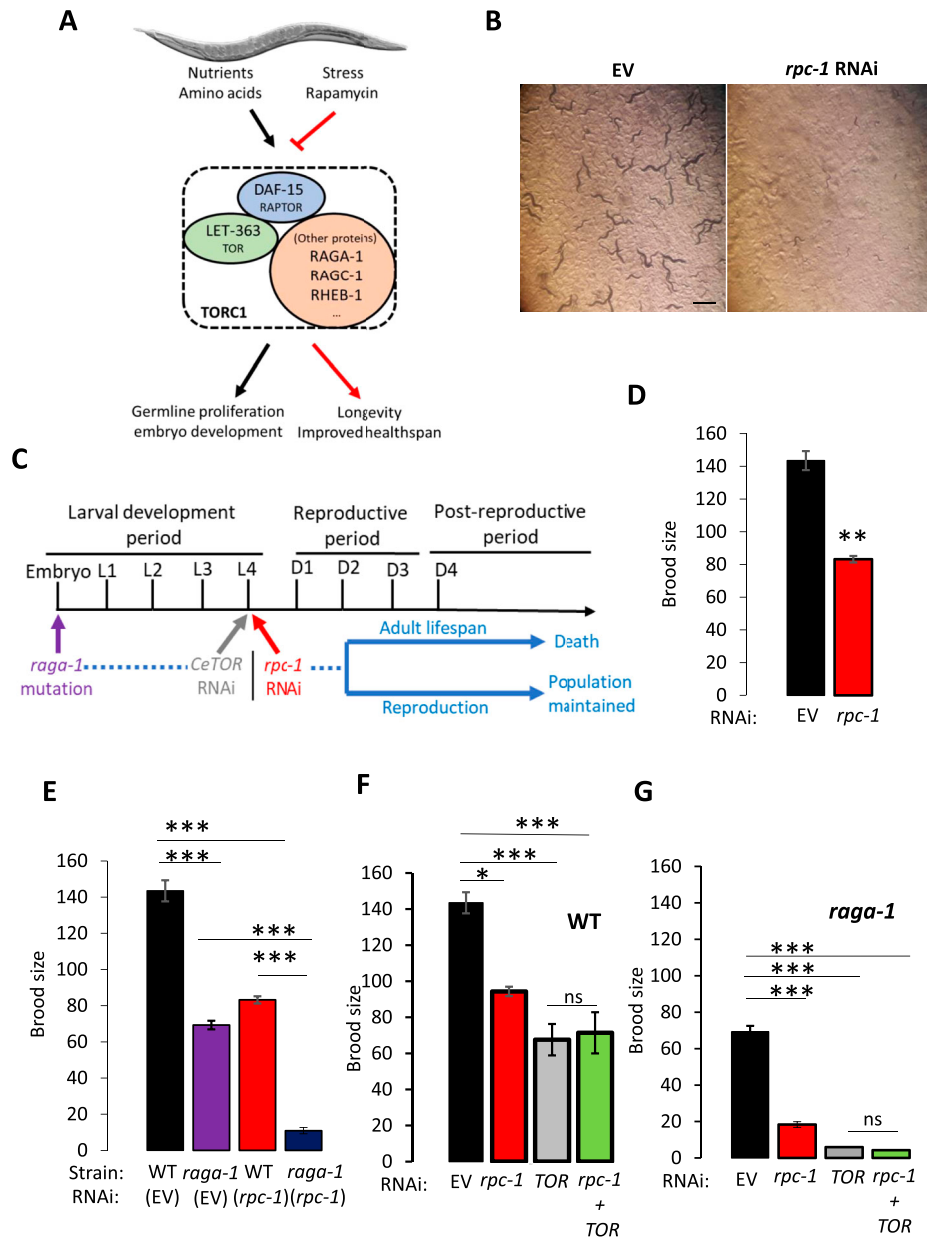 A
Nutrients
Amino acids
Stress
Rapamycin
DAF-15
RAPTOR
LET-363
TOR
(Other proteins)
RAGA-1
RAGC-1
RHEB-1
...
TORC1
Germline proliferation
embryo development
Longevity
Improved healthspan
B
EV
rpc-1 RNAi
C
Larval development
period
Reproductive
period
Post-reproductive
period
Embryo L1 L2 L3 L4 D1 D2 D3 D4
raga-1
mutation
CeTOR
RNAi
rpc-1
RNAi
Adult lifespan
Death
Reproduction
Population
maintained
D
Brood size
160
140
120
100
80
60
40
20
0
**
RNAi: EV rpc-1
E
Brood size
160
140
120
100
80
60
40
20
0
***
***
***
***
Strain: WT raga-1 WT raga-1
RNAi: (EV) (EV) (rpc-1) (rpc-1)
F
Brood size
160
140
120
100
80
60
40
20
0
***
***
*
WT
ns
RNAi: EV rpc-1 TOR rpc-1
+
TOR
G
Brood size
160
140
120
100
80
60
40
20
0
raga-1
***
***
***
ns
RNAi: EV rpc-1 TOR rpc-1
+
TOR